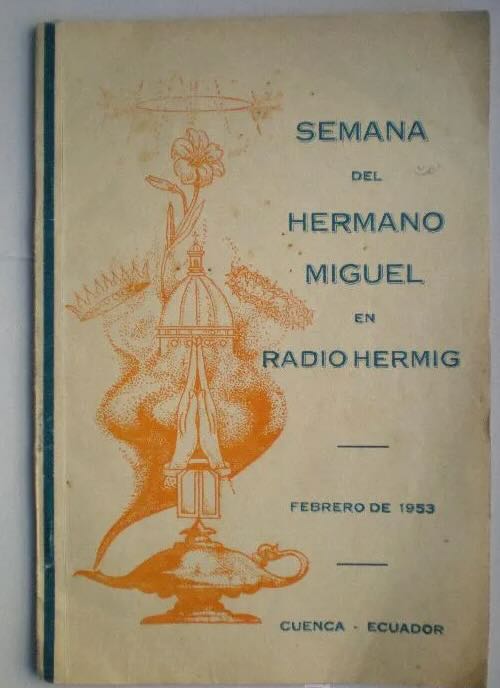 SEMANA
DEL
HERMANO
MIGUEL
EN
RADIO HERMIG
FEBRERO DE 1953
CUENCA - ECUADOR